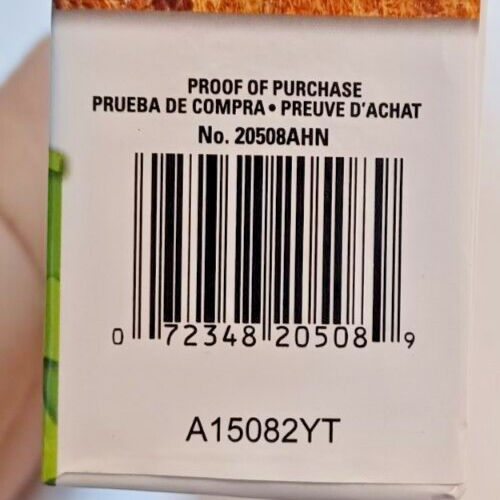 PROOF OF PURCHASE
PRUEBA DE COMPRA • PREUVE D'ACHAT
No. 20508AHN
0 72348 20508 9
A15082YT